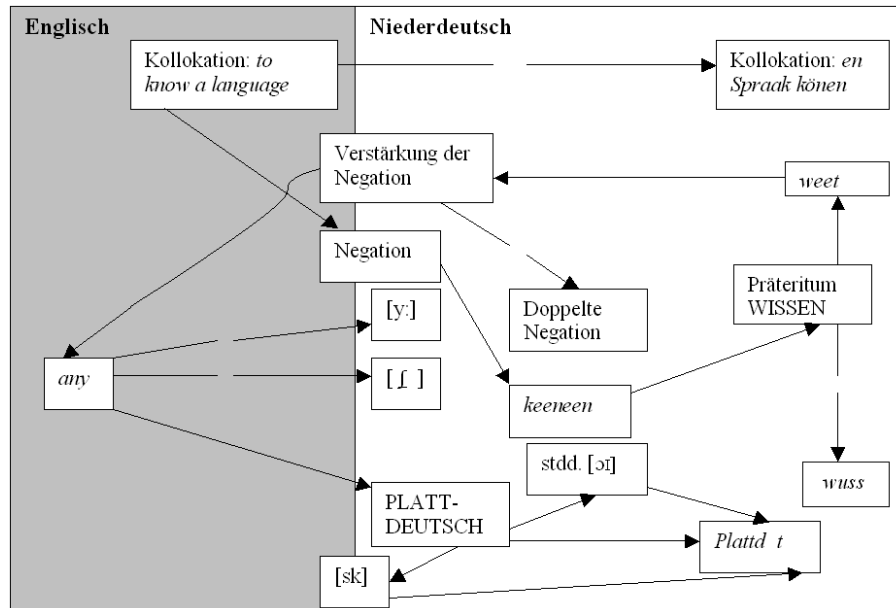 Englisch
Niederdeutsch
Kollokation: to
know a language
Kollokation: en
Spraak könen
Verstärkung der
Negation
weet
Negation
Präteritum
WISSEN
[y:]
Doppelte
Negation
any
[ ʃ ]
keeneen
stdd. [ɔɪ]
wuss
PLATT-
DEUTSCH
Plattd t
[sk]